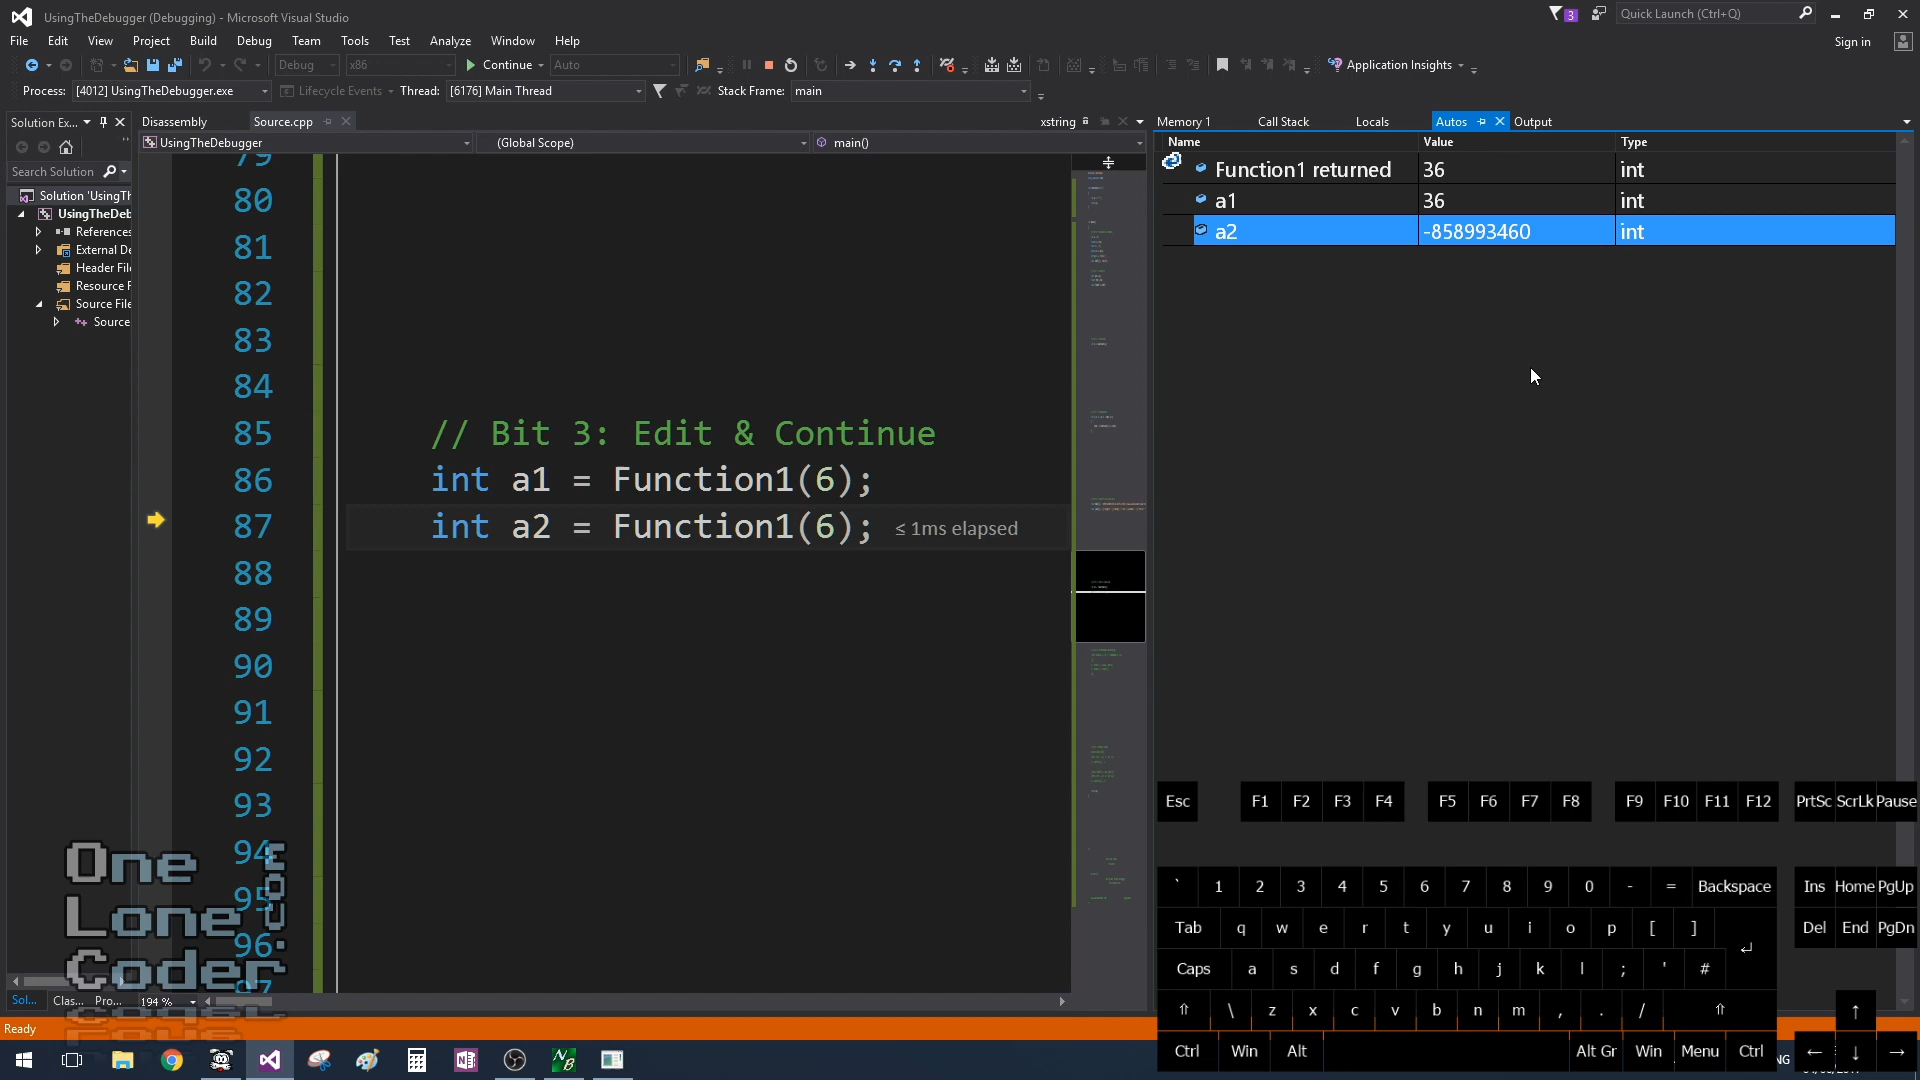 UsingTheDebugger (Debugging) - Microsoft Visual Studio
3
Quick Launch (Ctrl+Q)
File Edit View Project Build Debug Team Tools Test Analyze Window Help
Sign in
Debug x86 Continue Auto Application Insights
Process: [4012] UsingTheDebugger.exe Lifecycle Events Thread: [6176] Main Thread Stack Frame: main
Solution Ex...
Disassembly Source.cpp xstring
Memory 1 Call Stack Locals Autos Output
UsingTheDebugger (Global Scope) main()
Name Value Type
Search Solution
Function1 returned 36 int
a1 36 int
a2 -858993460 int
Solution 'UsingTh
UsingTheDeb
References
External De
Header File
Resource F
Source File
Source
79
80
81
82
83
84
85 // Bit 3: Edit & Continue
86 int a1 = Function1(6);
87 int a2 = Function1(6); ≤ 1ms elapsed
88
89
90
91
92
93
94
95
96
97
One
Lone
Coder
.com
Sol... Clas... Pro... 194 %
Ready
Esc F1 F2 F3 F4 F5 F6 F7 F8 F9 F10 F11 F12 PrtSc ScrLk Pause
` 1 2 3 4 5 6 7 8 9 0 - = Backspace Ins Home PgUp
Tab q w e r t y u i o p [ ] Del End PgDn
Caps a s d f g h j k l ; ' # ↵
⇧ \ z x c v b n m , . / ⇧ ↑
Ctrl Win Alt Alt Gr Win Menu Ctrl ← ↓ →